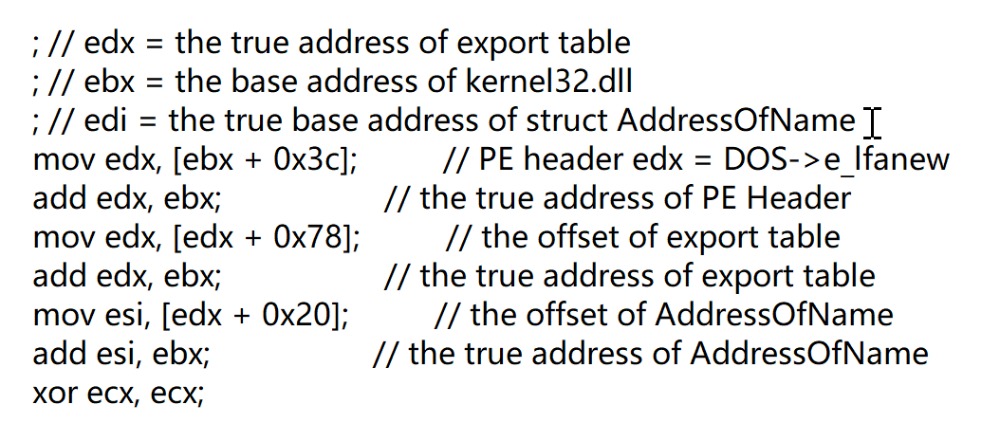 ; // edx = the true address of export table
; // ebx = the base address of kernel32.dll
; // edi = the true base address of struct AddressOfName
mov edx, [ebx + 0x3c]; // PE header edx = DOS->e_lfanew
add edx, ebx; // the true address of PE Header
mov edx, [edx + 0x78]; // the offset of export table
add edx, ebx; // the true address of export table
mov esi, [edx + 0x20]; // the offset of AddressOfName
add esi, ebx; // the true address of AddressOfName
xor ecx, ecx;